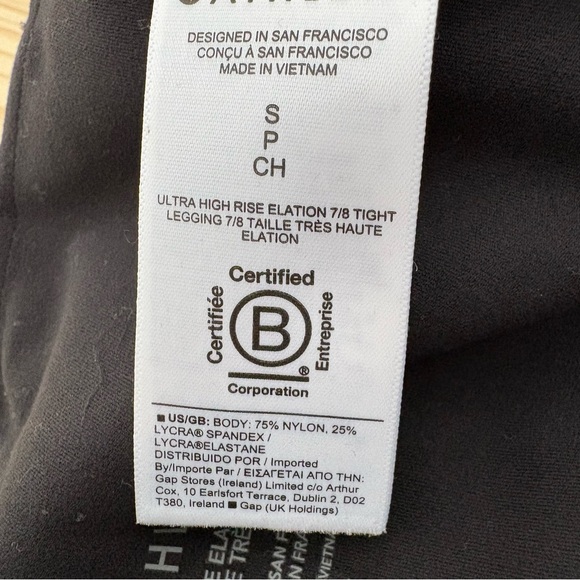 DESIGNED IN SAN FRANCISCO
CONÇU À SAN FRANCISCO
MADE IN VIETNAM
S
P
CH
ULTRA HIGH RISE ELATION 7/8 TIGHT
LEGGING 7/8 TAILLE TRÈS HAUTE
ELATION
Certified
Certifiée
B
Entreprise
®
Corporation
■ US/GB: BODY: 75% NYLON, 25%
LYCRA® SPANDEX /
LYCRA®ELASTANE
DISTRIBUIDO POR / Imported
By/Importe Par / ΕΙΣΑΓΕΤΑΙ ΑΠΟ ΤΗΝ:
Gap Stores (Ireland) Limited c/o Arthur
Cox, 10 Earlsfort Terrace, Dublin 2, D02
T380, Ireland ■ Gap (UK Holdings)